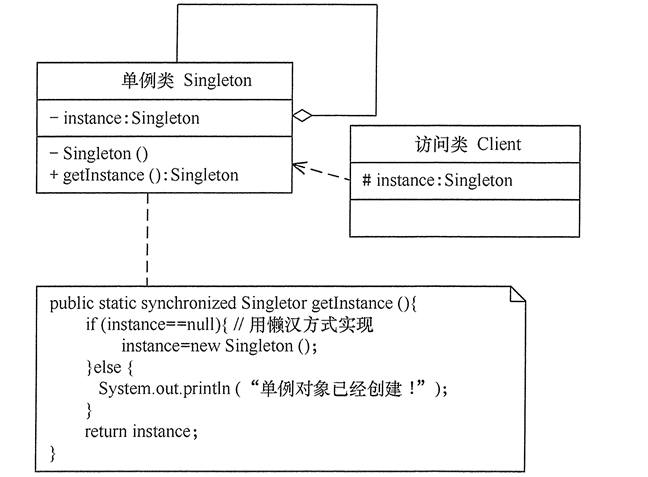 单例类 Singleton
- instance:Singleton
- Singleton ()
+ getInstance ():Singleton
访问类 Client
# instance:Singleton
public static synchronized Singletor getInstance (){
if (instance==null){ // 用懒汉方式实现
instance=new Singleton ();
}else {
System.out.println (“单例对象已经创建！”);
}
return instance;
}